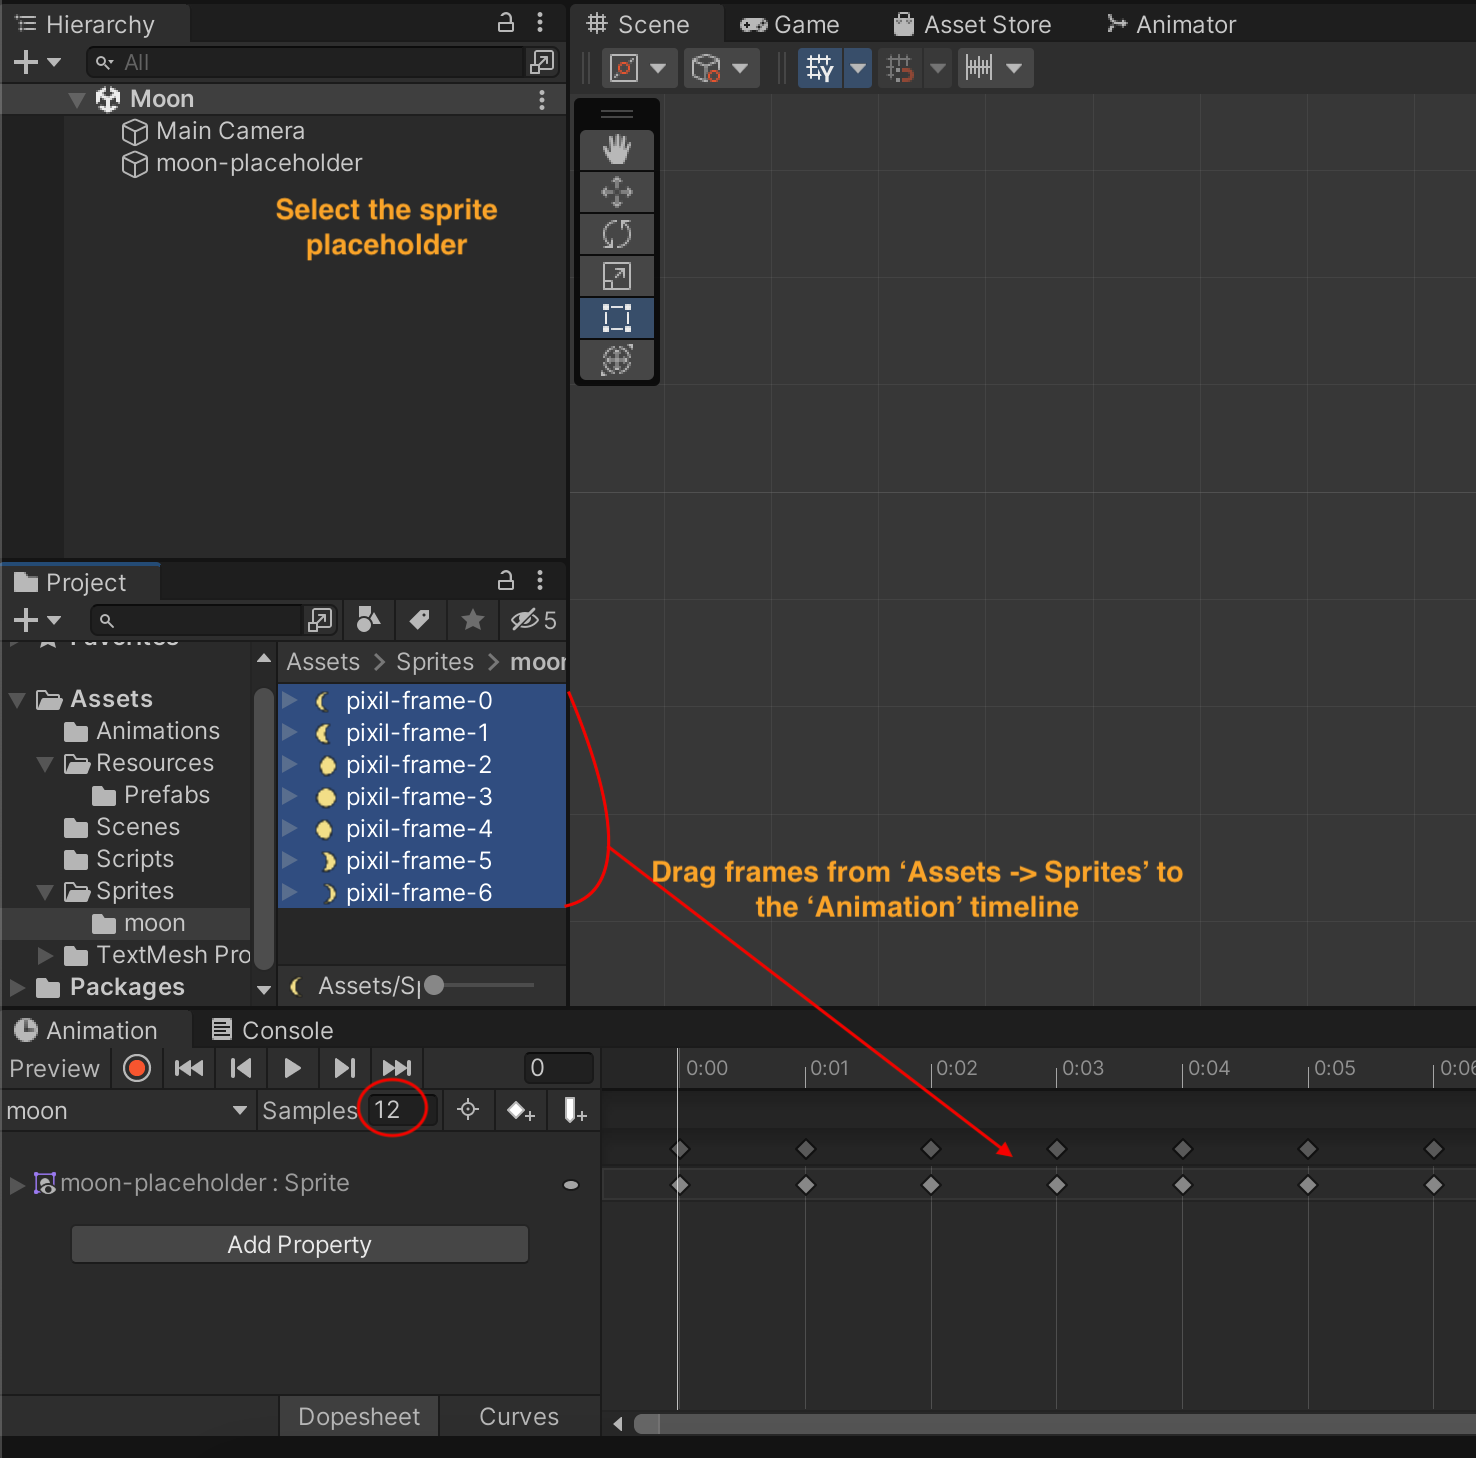 Hierarchy
All
Moon
Main Camera
moon-placeholder
Select the sprite
placeholder
Scene
Game
Asset Store
Animator
Project
5
Assets > Sprites > moon
Assets
Animations
Resources
Prefabs
Scenes
Scripts
Sprites
moon
TextMesh Pro
Packages
pixil-frame-0
pixil-frame-1
pixil-frame-2
pixil-frame-3
pixil-frame-4
pixil-frame-5
pixil-frame-6
Assets/Sp
Drag frames from ‘Assets -> Sprites’ to
the ‘Animation’ timeline
Animation
Console
Preview
0
moon
Samples 12
0:00 0:01 0:02 0:03 0:04 0:05 0:06
moon-placeholder : Sprite
Add Property
Dopesheet
Curves